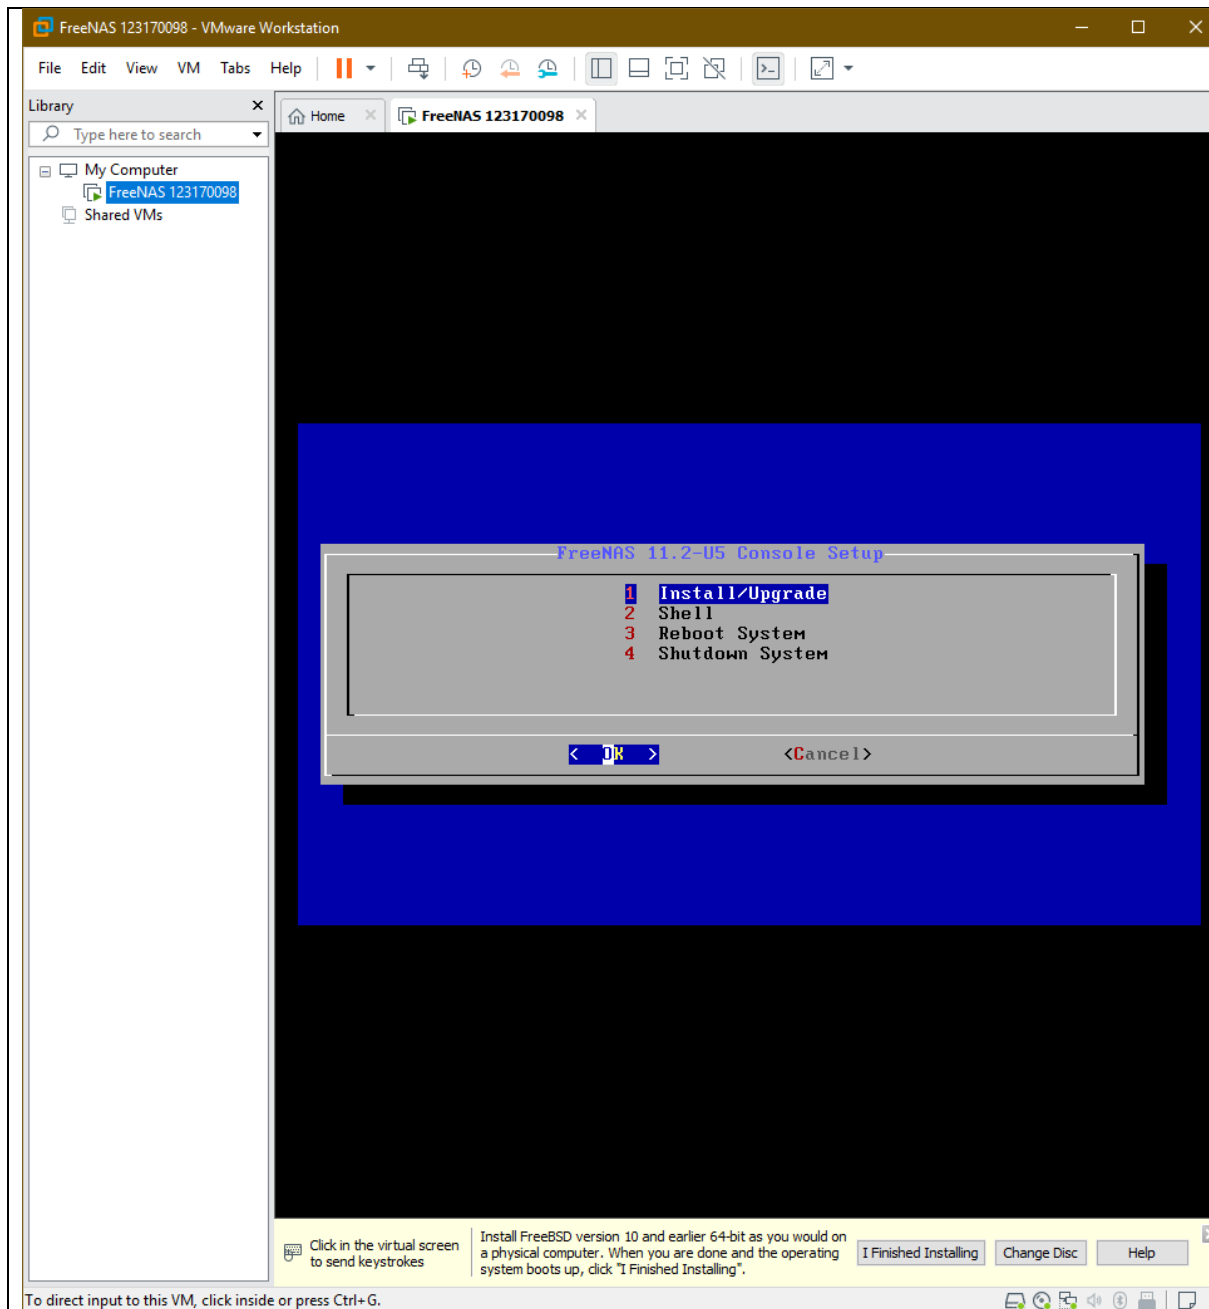 FreeNAS 123170098 - VMware Workstation
File Edit View VM Tabs Help
Library
Type here to search
My Computer
FreeNAS 123170098
Shared VMs
Home
FreeNAS 123170098
FreeNAS 11.2-U5 Console Setup
1 Install/Upgrade
2 Shell
3 Reboot System
4 Shutdown System
< OK >
<Cancel>
Click in the virtual screen
to send keystrokes
Install FreeBSD version 10 and earlier 64-bit as you would on
a physical computer. When you are done and the operating
system boots up, click "I Finished Installing".
I Finished Installing
Change Disc
Help
To direct input to this VM, click inside or press Ctrl+G.